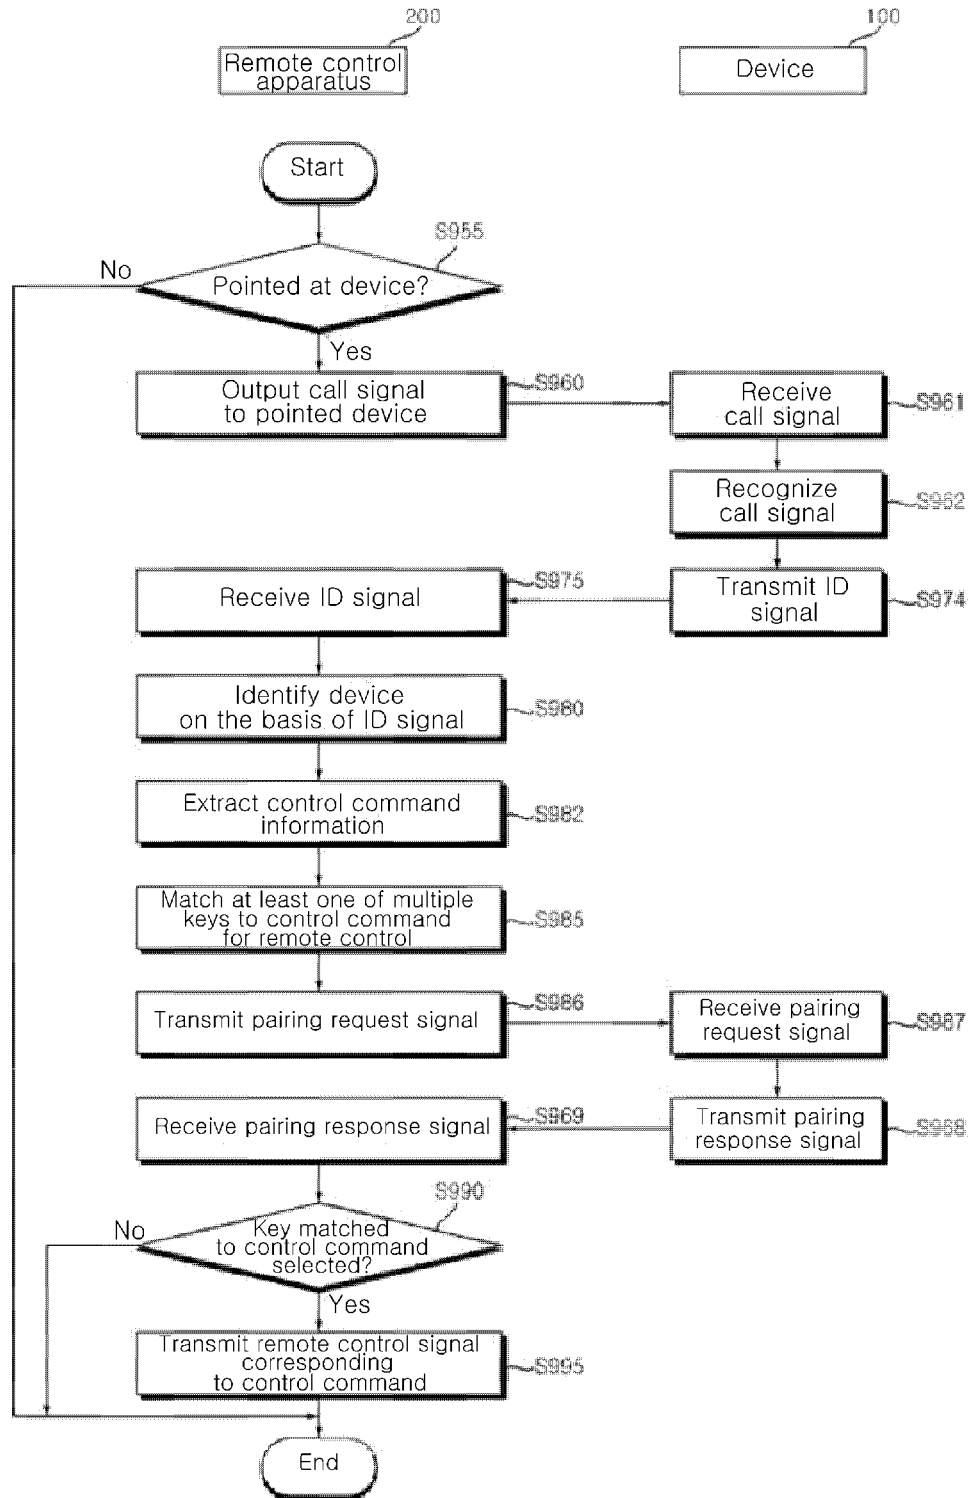 200
100
Remote control
apparatus
Device
Start
S955
No
Pointed at device?
Yes
Output call signal
to pointed device
S960
Receive
call signal
S961
Recognize
call signal
S962
Receive ID signal
S975
Transmit ID
signal
S974
Identify device
on the basis of ID signal
S980
Extract control command
information
S982
Match at least one of multiple
keys to control command
for remote control
S985
Transmit pairing request signal
S986
Receive pairing
request signal
S987
Receive pairing response signal
S969
Transmit pairing
response signal
S968
S990
No
Key matched
to control command
selected?
Yes
Transmit remote control signal
corresponding
to control command
S995
End